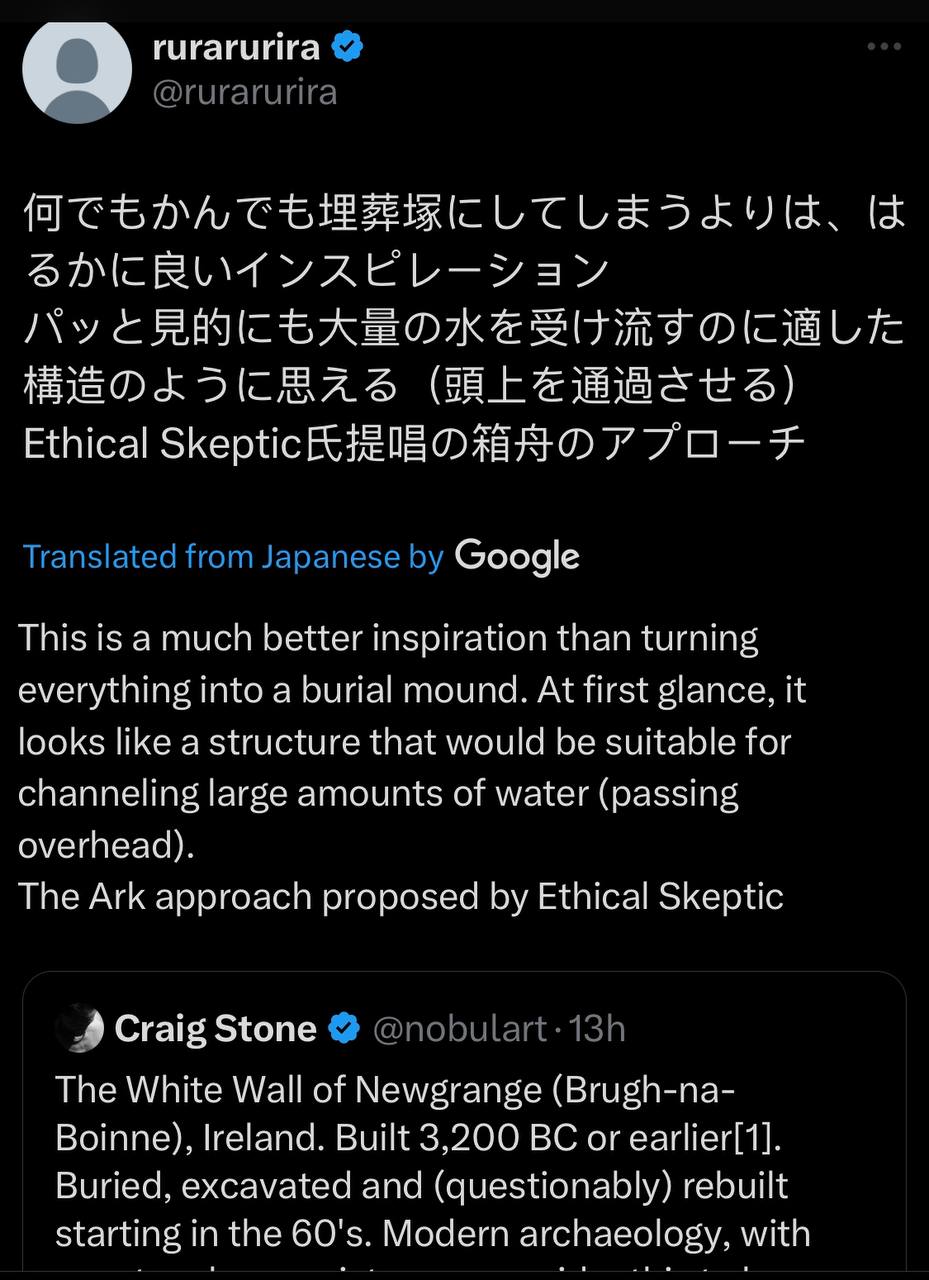 rurarurira
@rurarurira
何でもかんでも埋葬塚にしてしまうよりは、は
るかに良いインスピレーション
パッと見的にも大量の水を受け流すのに適した
構造のように思える（頭上を通過させる）
Ethical Skeptic氏提唱の箱舟のアプローチ
Translated from Japanese by Google
This is a much better inspiration than turning
everything into a burial mound. At first glance, it
looks like a structure that would be suitable for
channeling large amounts of water (passing
overhead).
The Ark approach proposed by Ethical Skeptic
Craig Stone @nobulart · 13h
The White Wall of Newgrange (Brugh-na-
Boinne), Ireland. Built 3,200 BC or earlier[1].
Buried, excavated and (questionably) rebuilt
starting in the 60's. Modern archaeology, with